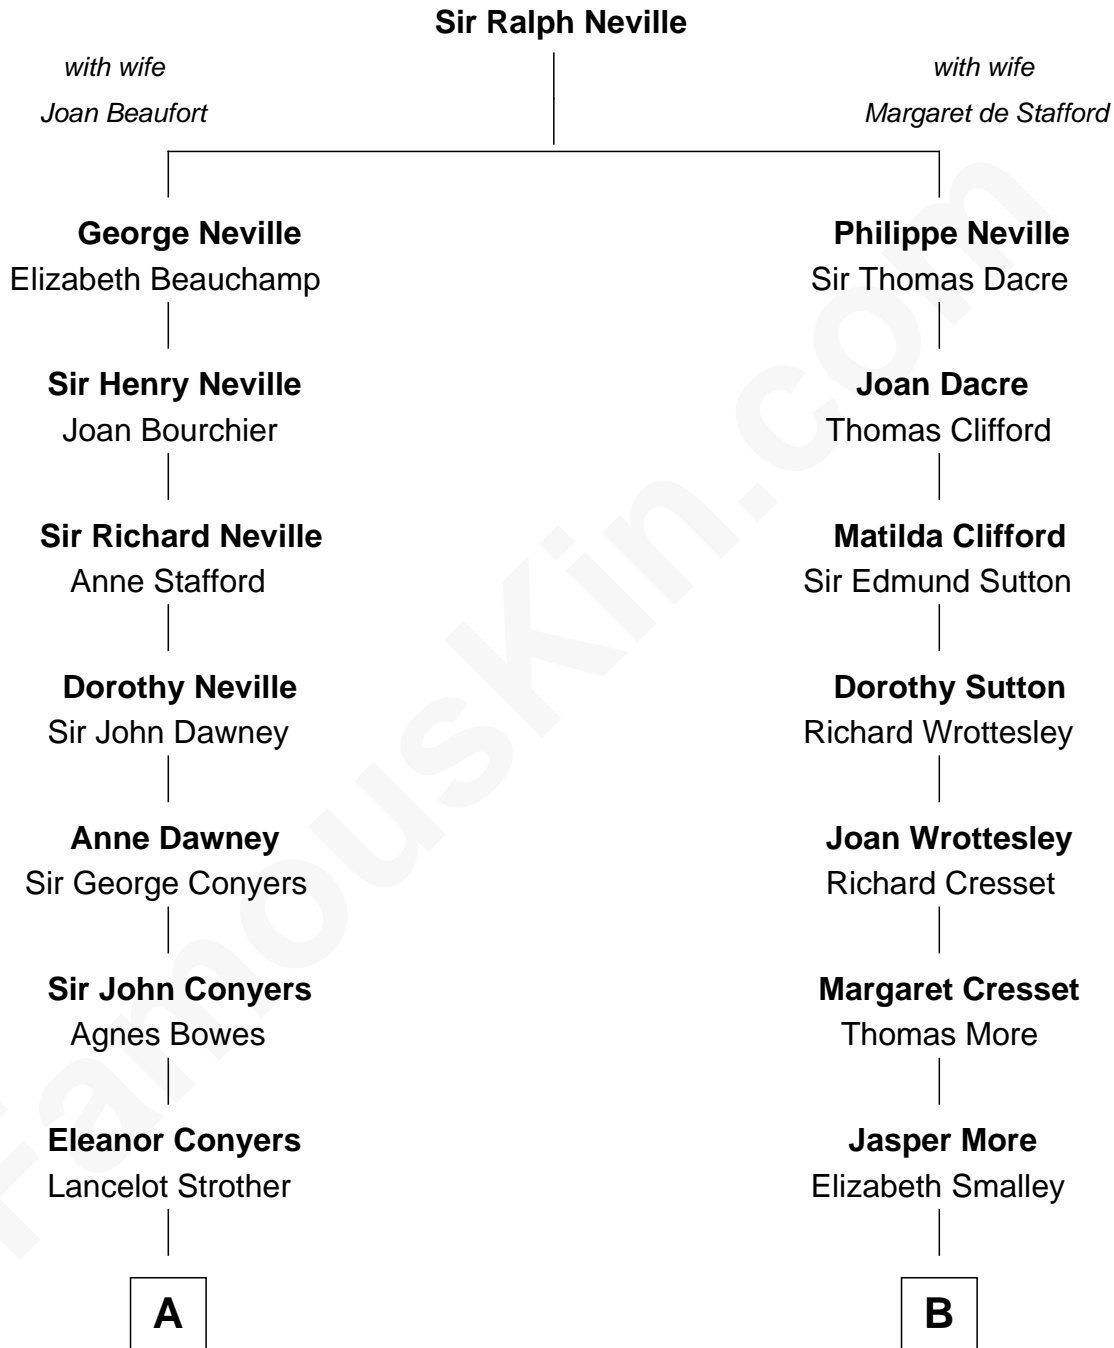 Sir Ralph Neville
with wife
Joan Beaufort
with wife
Margaret de Stafford
George Neville
Elizabeth Beauchamp
Philippe Neville
Sir Thomas Dacre
Sir Henry Neville
Joan Bourchier
Joan Dacre
Thomas Clifford
Sir Richard Neville
Anne Stafford
Matilda Clifford
Sir Edmund Sutton
Dorothy Neville
Sir John Dawney
Dorothy Sutton
Richard Wrottesley
Anne Dawney
Sir George Conyers
Joan Wrottesley
Richard Cresset
Sir John Conyers
Agnes Bowes
Margaret Cresset
Thomas More
Eleanor Conyers
Lancelot Strother
Jasper More
Elizabeth Smalley
A
B
FamousKin.com